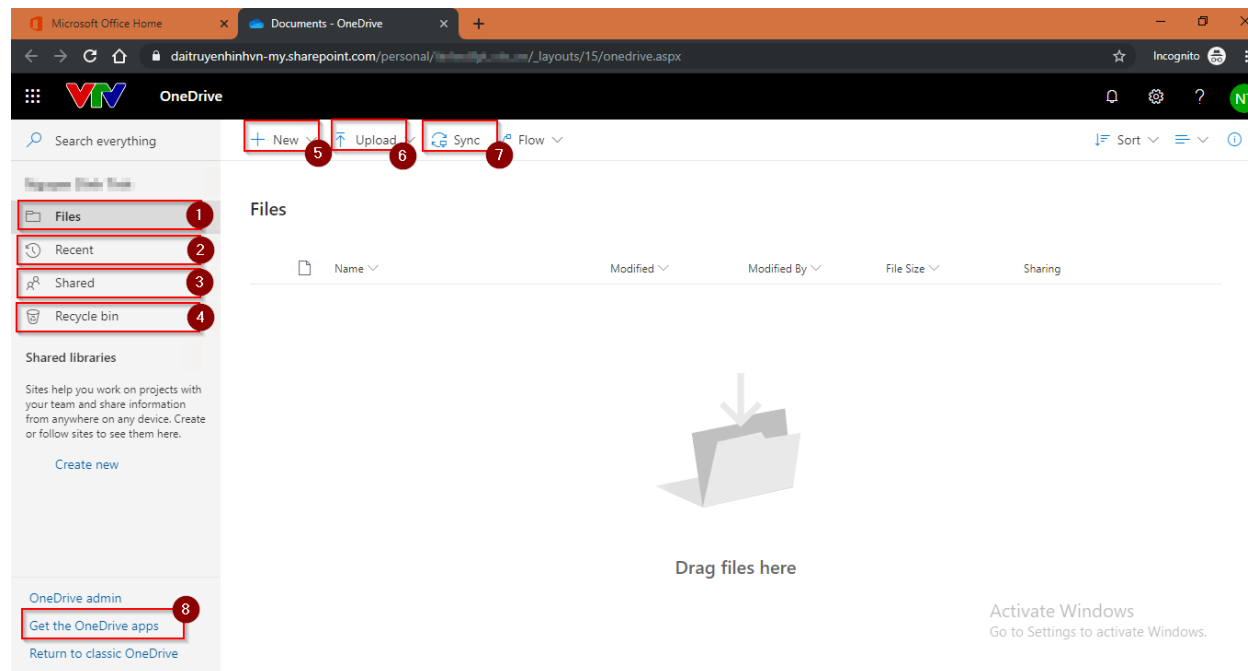 Microsoft Office Home
Documents - OneDrive
daitruyenhinhvn-my.sharepoint.com/personal/ /_layouts/15/onedrive.aspx
Incognito
VTV
OneDrive
NT
Search everything
New
5
Upload
6
Sync
7
Flow
Sort
Files
1
Recent
2
Shared
3
Recycle bin
4
Shared libraries
Sites help you work on projects with
your team and share information
from anywhere on any device. Create
or follow sites to see them here.
Create new
OneDrive admin
8
Get the OneDrive apps
Return to classic OneDrive
Files
Name
Modified
Modified By
File Size
Sharing
Drag files here
Activate Windows
Go to Settings to activate Windows.